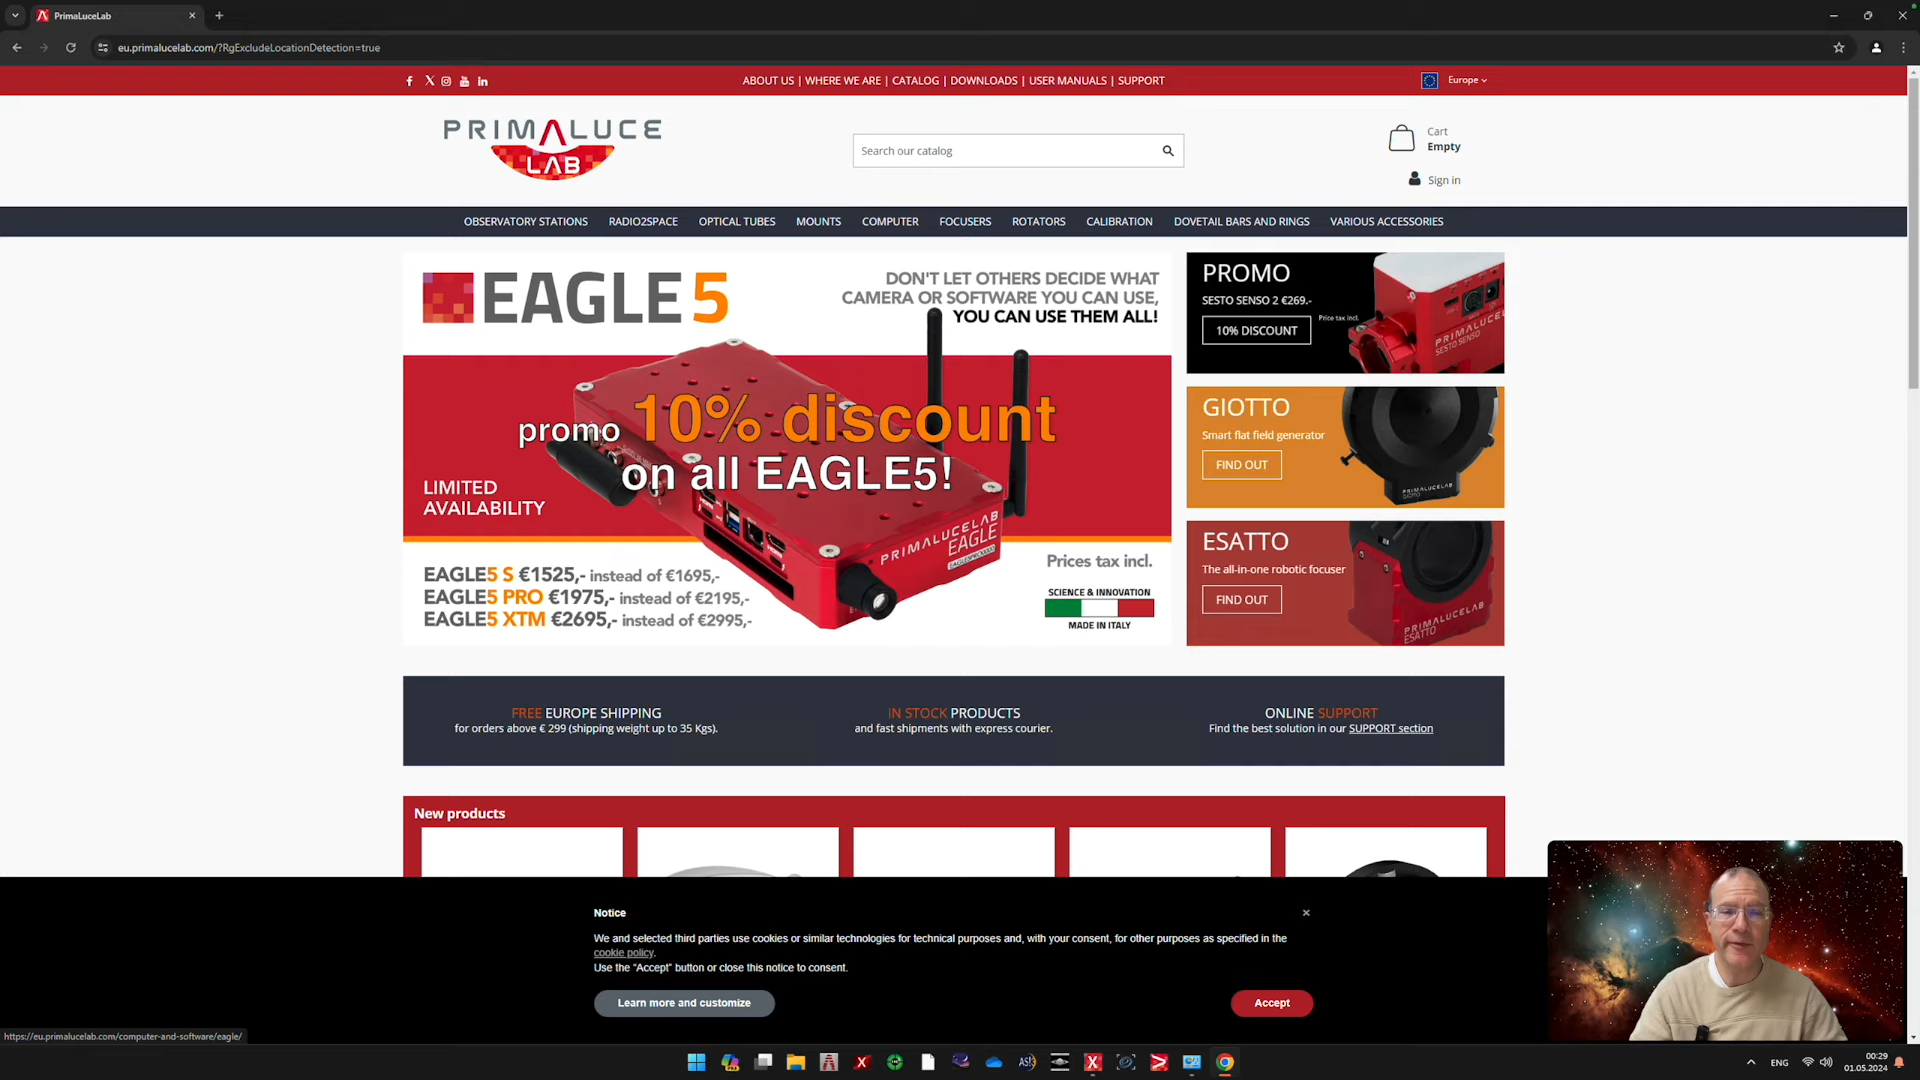 PrimaLuceLab
eu.primalucelab.com/?RgExcludeLocationDetection=true
ABOUT US | WHERE WE ARE | CATALOG | DOWNLOADS | USER MANUALS | SUPPORT
Europe
PRIMALUCE
LAB
Search our catalog
Cart
Empty
Sign in
OBSERVATORY STATIONS RADIO2SPACE OPTICAL TUBES MOUNTS COMPUTER FOCUSERS ROTATORS CALIBRATION DOVETAIL BARS AND RINGS VARIOUS ACCESSORIES
EAGLE5
DON'T LET OTHERS DECIDE WHAT
CAMERA OR SOFTWARE YOU CAN USE,
YOU CAN USE THEM ALL!
promo 10% discount
on all EAGLE5!
LIMITED
AVAILABILITY
PRIMALUCELAB
EAGLE
EAGLE5 S €1525,- instead of €1695,-
EAGLE5 PRO €1975,- instead of €2195,-
EAGLE5 XTM €2695,- instead of €2995,-
Prices tax incl.
SCIENCE & INNOVATION
MADE IN ITALY
PROMO
SESTO SENSO 2 €269.-
Price tax incl.
10% DISCOUNT
PRIMALUCELAB
SESTO SENSO
GIOTTO
Smart flat field generator
FIND OUT
PRIMALUCELAB
GIOTTO
ESATTO
The all-in-one robotic focuser
FIND OUT
PRIMALUCELAB
ESATTO
FREE EUROPE SHIPPING
for orders above € 299 (shipping weight up to 35 Kgs).
IN STOCK PRODUCTS
and fast shipments with express courier.
ONLINE SUPPORT
Find the best solution in our SUPPORT section
New products
Notice
We and selected third parties use cookies or similar technologies for technical purposes and, with your consent, for other purposes as specified in the
cookie policy.
Use the “Accept” button or close this notice to consent.
Learn more and customize
Accept
https://eu.primalucelab.com/computer-and-software/eagle/
ENG
00:29
01.05.2024